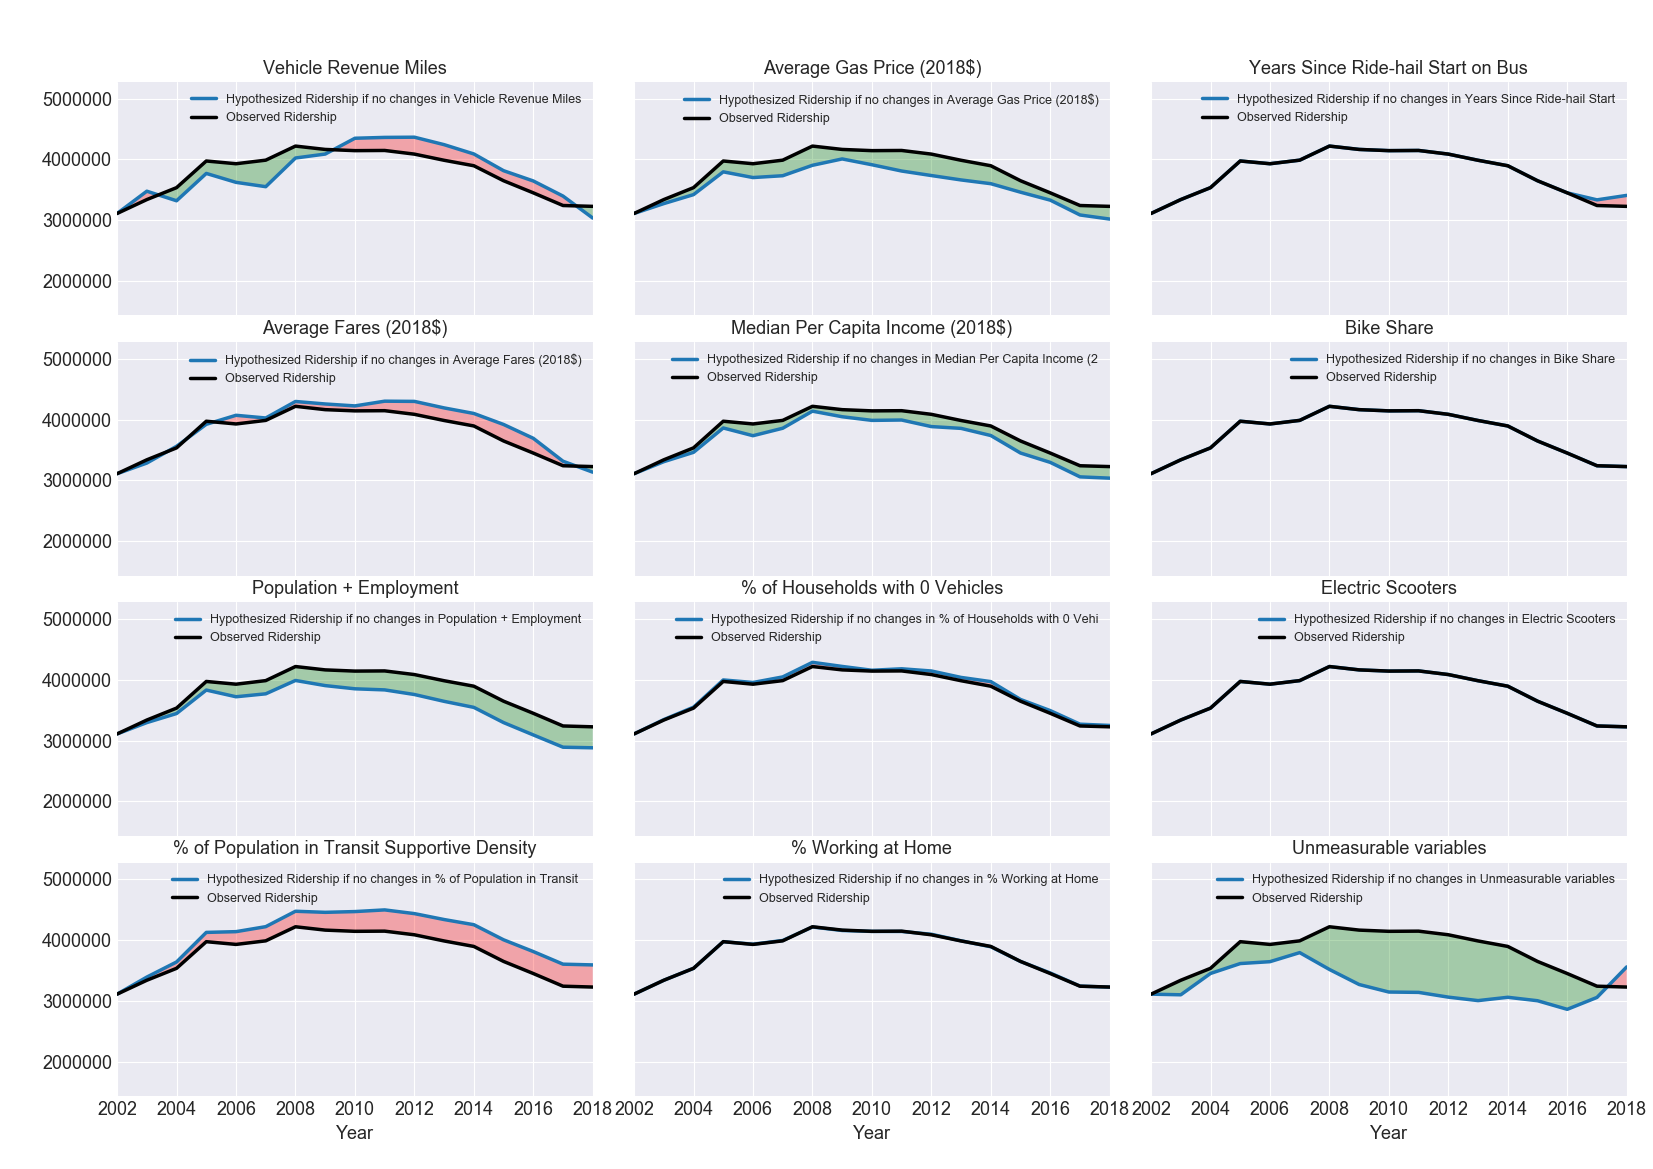 Vehicle Revenue Miles
Hypothesized Ridership if no changes in Vehicle Revenue Miles
Observed Ridership
5000000
4000000
3000000
2000000
Average Gas Price (2018$)
Hypothesized Ridership if no changes in Average Gas Price (2018$)
Observed Ridership
Years Since Ride-hail Start on Bus
Hypothesized Ridership if no changes in Years Since Ride-hail Start
Observed Ridership
Average Fares (2018$)
Hypothesized Ridership if no changes in Average Fares (2018$)
Observed Ridership
5000000
4000000
3000000
2000000
Median Per Capita Income (2018$)
Hypothesized Ridership if no changes in Median Per Capita Income (2
Observed Ridership
Bike Share
Hypothesized Ridership if no changes in Bike Share
Observed Ridership
Population + Employment
Hypothesized Ridership if no changes in Population + Employment
Observed Ridership
5000000
4000000
3000000
2000000
% of Households with 0 Vehicles
Hypothesized Ridership if no changes in % of Households with 0 Vehi
Observed Ridership
Electric Scooters
Hypothesized Ridership if no changes in Electric Scooters
Observed Ridership
% of Population in Transit Supportive Density
Hypothesized Ridership if no changes in % of Population in Transit
Observed Ridership
5000000
4000000
3000000
2000000
2002 2004 2006 2008 2010 2012 2014 2016 2018
Year
% Working at Home
Hypothesized Ridership if no changes in % Working at Home
Observed Ridership
2002 2004 2006 2008 2010 2012 2014 2016 2018
Year
Unmeasurable variables
Hypothesized Ridership if no changes in Unmeasurable variables
Observed Ridership
2002 2004 2006 2008 2010 2012 2014 2016 2018
Year